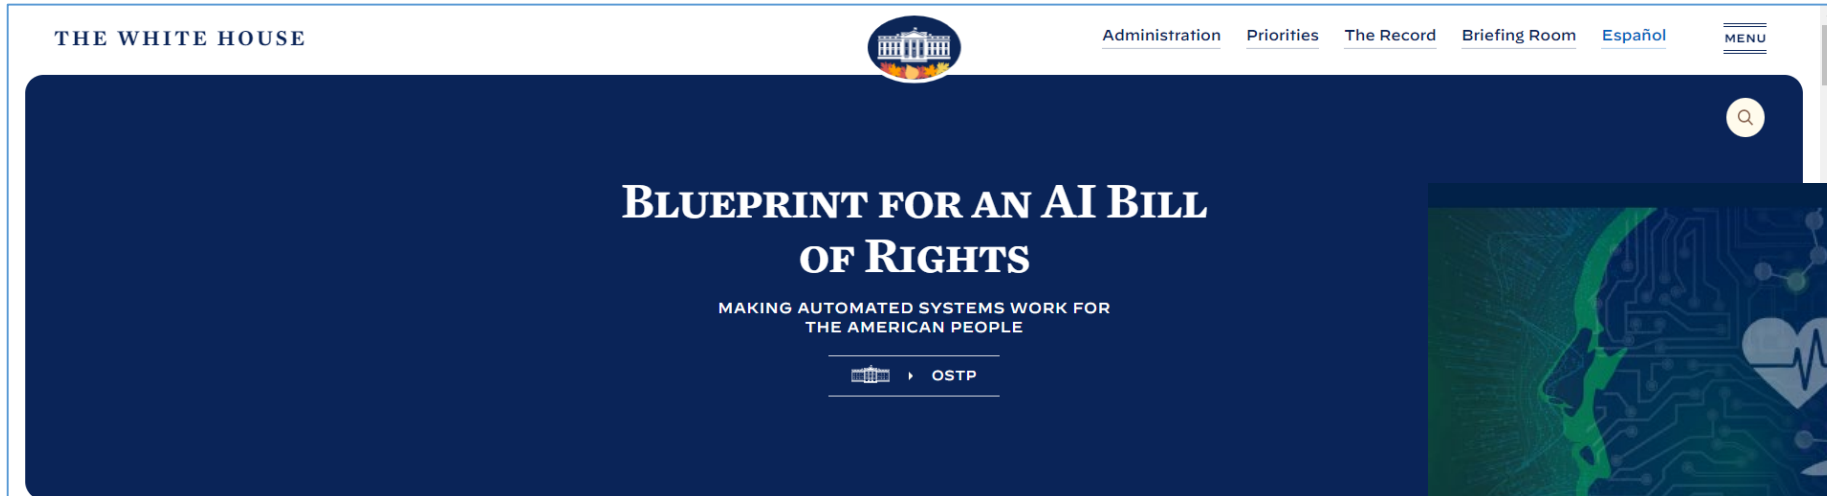 THE WHITE HOUSE
Administration Priorities The Record Briefing Room Español MENU
BLUEPRINT FOR AN AI BILL
OF RIGHTS
MAKING AUTOMATED SYSTEMS WORK FOR
THE AMERICAN PEOPLE
OSTP